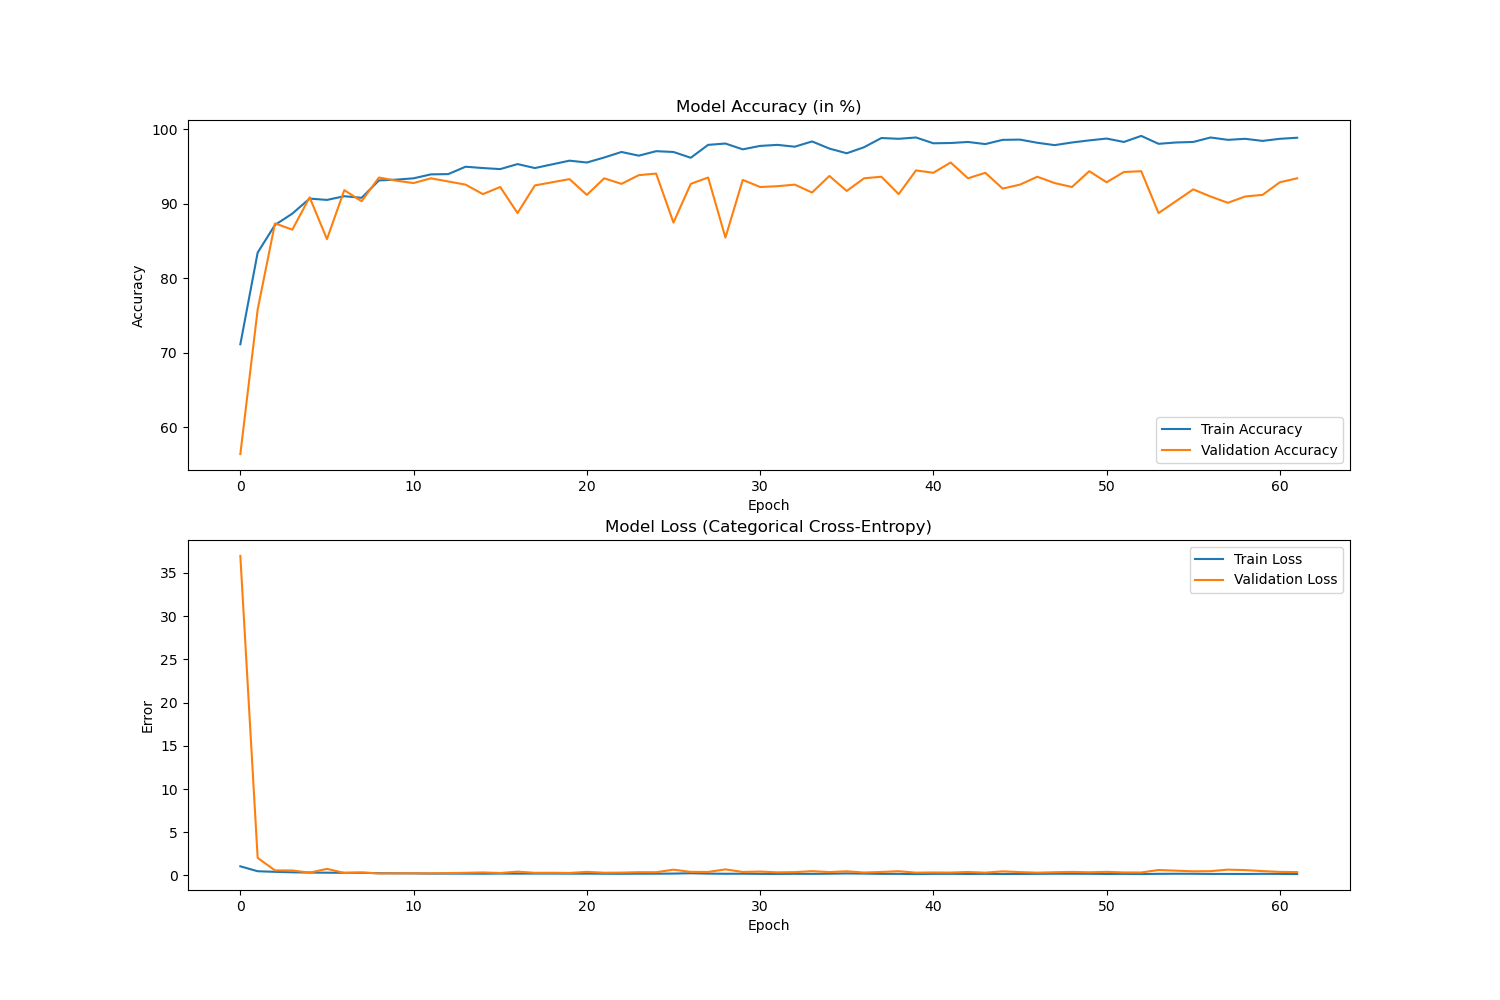 Model Accuracy (in %)
100
90
80
70
60
Accuracy
Train Accuracy
Validation Accuracy
0 10 20 30 40 50 60
Epoch
Model Loss (Categorical Cross-Entropy)
35
30
25
20
15
10
5
0
Error
Train Loss
Validation Loss
0 10 20 30 40 50 60
Epoch